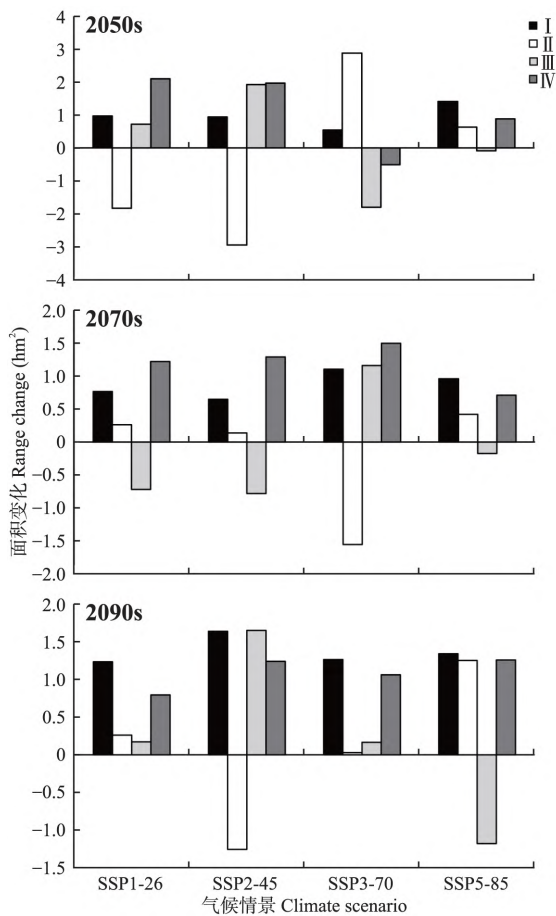 2050s
I
II
III
IV
4
3
2
1
0
−1
−2
−3
−4
2070s
2.0
1.5
1.0
0.5
0
−0.5
−1.0
−1.5
−2.0
面积变化 Range change (hm²)
2090s
2.0
1.5
1.0
0.5
0
−0.5
−1.0
−1.5
SSP1-26 SSP2-45 SSP3-70 SSP5-85
气候情景 Climate scenario